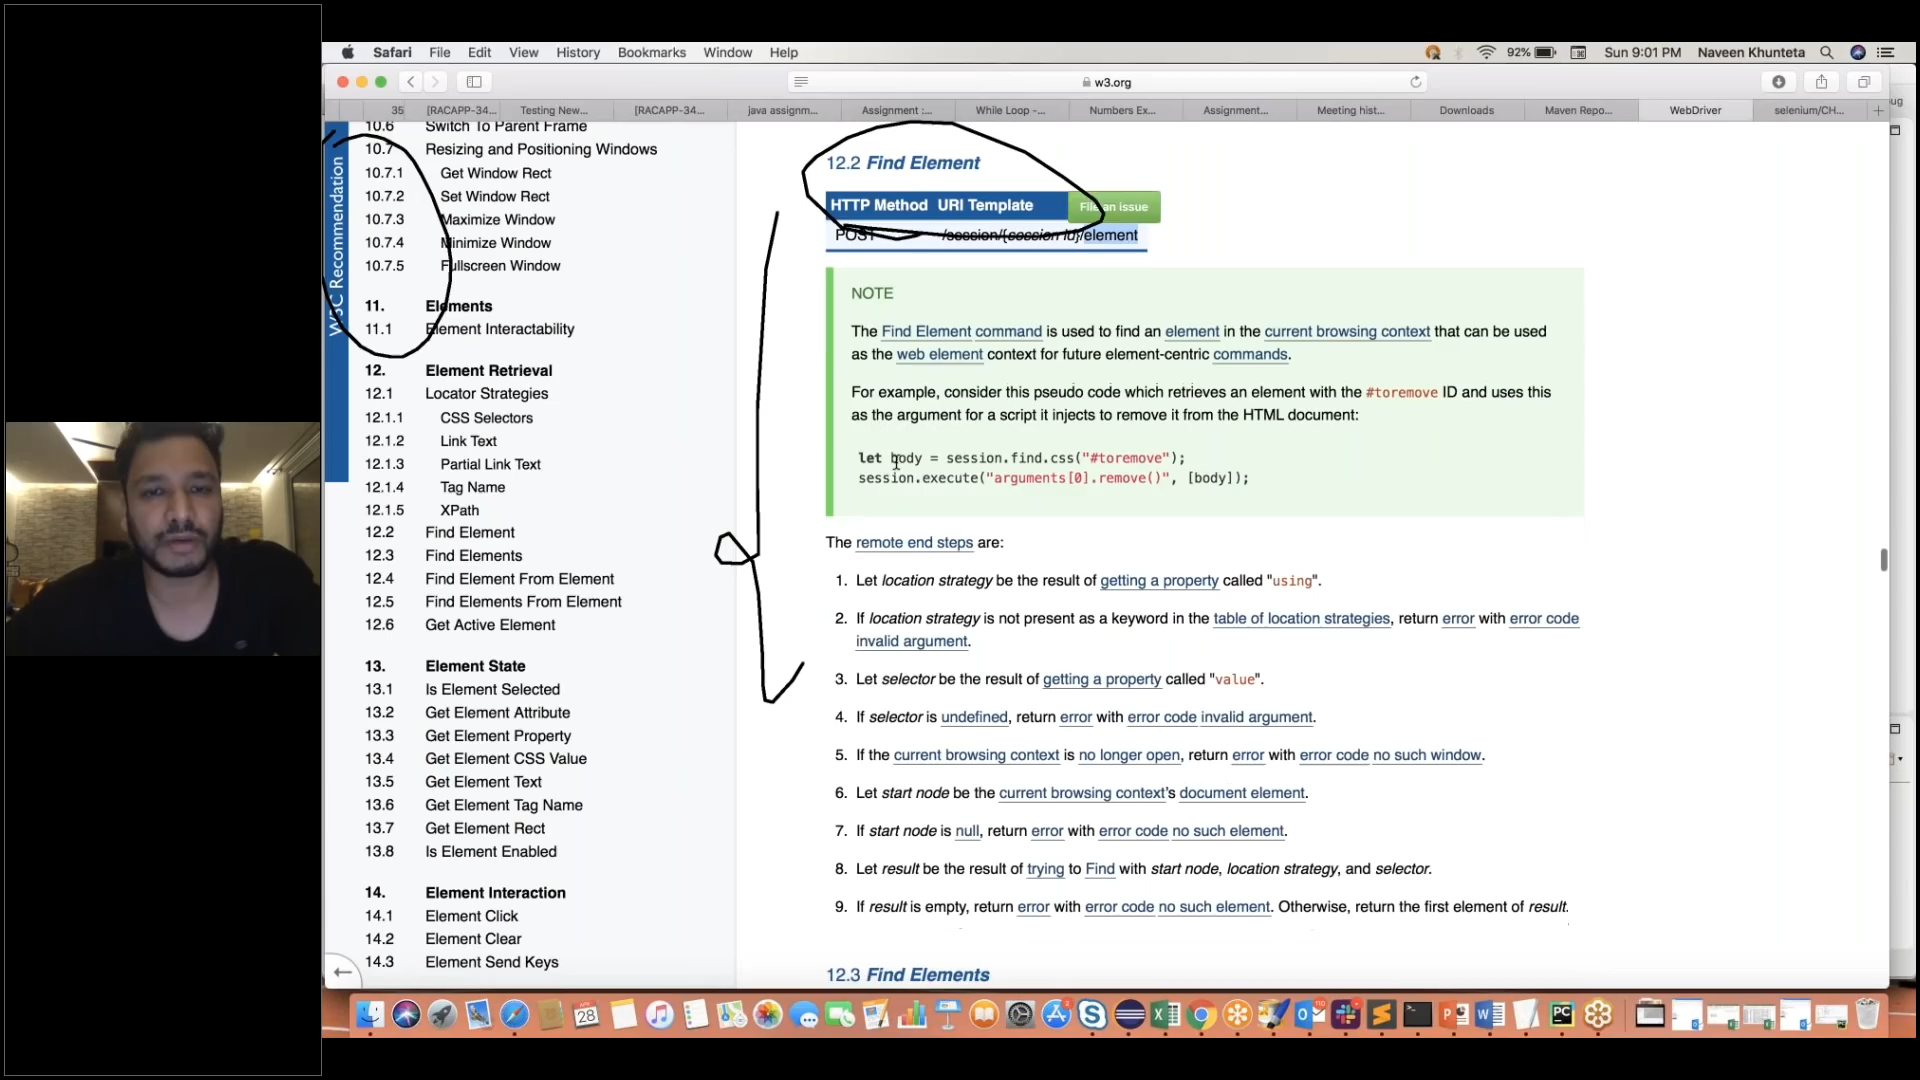 Safari File Edit View History Bookmarks Window Help
92% Sun 9:01 PM Naveen Khunteta
w3.org
35 [RACAPP-34... Testing New... [RACAPP-34... java assignm... Assignment :... While Loop -... Numbers Ex... Assignment... Meeting hist... Downloads Maven Repo... WebDriver selenium/CH... +
W3C Recommendation
10.6 Switch To Parent Frame
10.7 Resizing and Positioning Windows
10.7.1 Get Window Rect
10.7.2 Set Window Rect
10.7.3 Maximize Window
10.7.4 Minimize Window
10.7.5 Fullscreen Window
11. Elements
11.1 Element Interactability
12. Element Retrieval
12.1 Locator Strategies
12.1.1 CSS Selectors
12.1.2 Link Text
12.1.3 Partial Link Text
12.1.4 Tag Name
12.1.5 XPath
12.2 Find Element
12.3 Find Elements
12.4 Find Element From Element
12.5 Find Elements From Element
12.6 Get Active Element
13. Element State
13.1 Is Element Selected
13.2 Get Element Attribute
13.3 Get Element Property
13.4 Get Element CSS Value
13.5 Get Element Text
13.6 Get Element Tag Name
13.7 Get Element Rect
13.8 Is Element Enabled
14. Element Interaction
14.1 Element Click
14.2 Element Clear
14.3 Element Send Keys
12.2 Find Element
HTTP Method URI Template
File an issue
POST /session/{session id}/element
NOTE
The Find Element command is used to find an element in the current browsing context that can be used
as the web element context for future element-centric commands.
For example, consider this pseudo code which retrieves an element with the #toremove ID and uses this
as the argument for a script it injects to remove it from the HTML document:
let body = session.find.css("#toremove");
session.execute("arguments[0].remove()", [body]);
The remote end steps are:
1. Let location strategy be the result of getting a property called "using".
2. If location strategy is not present as a keyword in the table of location strategies, return error with error code
invalid argument.
3. Let selector be the result of getting a property called "value".
4. If selector is undefined, return error with error code invalid argument.
5. If the current browsing context is no longer open, return error with error code no such window.
6. Let start node be the current browsing context's document element.
7. If start node is null, return error with error code no such element.
8. Let result be the result of trying to Find with start node, location strategy, and selector.
9. If result is empty, return error with error code no such element. Otherwise, return the first element of result.
12.3 Find Elements
28